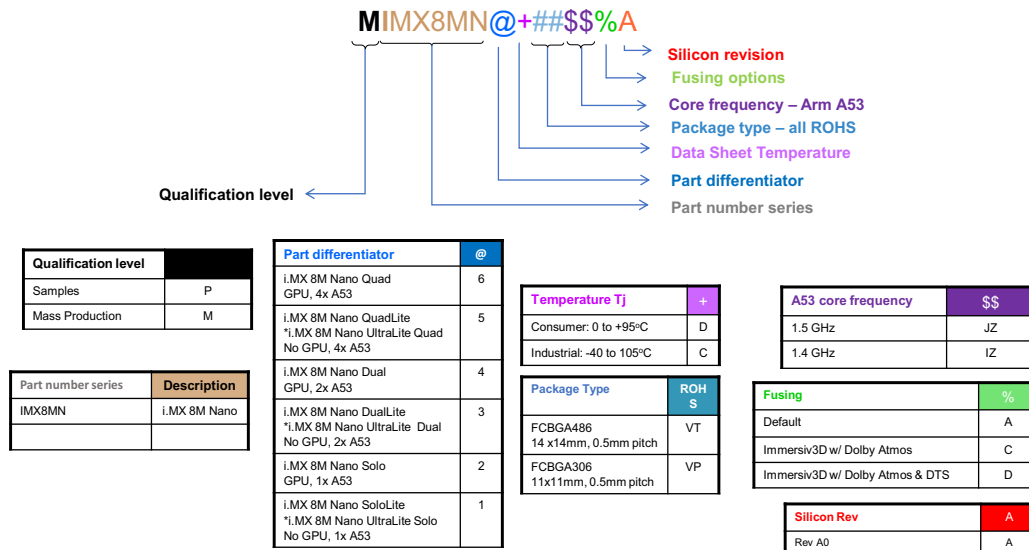 MIMX8MN@+##$$%A
Silicon revision
Fusing options
Core frequency – Arm A53
Package type – all ROHS
Data Sheet Temperature
Part differentiator
Qualification level
Part number series
Qualification level
Samples P
Mass Production M
Part number series Description
IMX8MN i.MX 8M Nano
Part differentiator @
i.MX 8M Nano Quad 6
GPU, 4x A53
i.MX 8M Nano QuadLite 5
*i.MX 8M Nano UltraLite Quad
No GPU, 4x A53
i.MX 8M Nano Dual 4
GPU, 2x A53
i.MX 8M Nano DualLite 3
*i.MX 8M Nano UltraLite Dual
No GPU, 2x A53
i.MX 8M Nano Solo 2
GPU, 1x A53
i.MX 8M Nano SoloLite 1
*i.MX 8M Nano UltraLite Solo
No GPU, 1x A53
Temperature Tj +
Consumer: 0 to +95°C D
Industrial: -40 to 105°C C
Package Type ROH
S
FCBGA486 VT
14 x14mm, 0.5mm pitch
FCBGA306 VP
11x11mm, 0.5mm pitch
A53 core frequency $$
1.5 GHz JZ
1.4 GHz IZ
Fusing %
Default A
Immersiv3D w/ Dolby Atmos C
Immersiv3D w/ Dolby Atmos & DTS D
Silicon Rev A
Rev A0 A